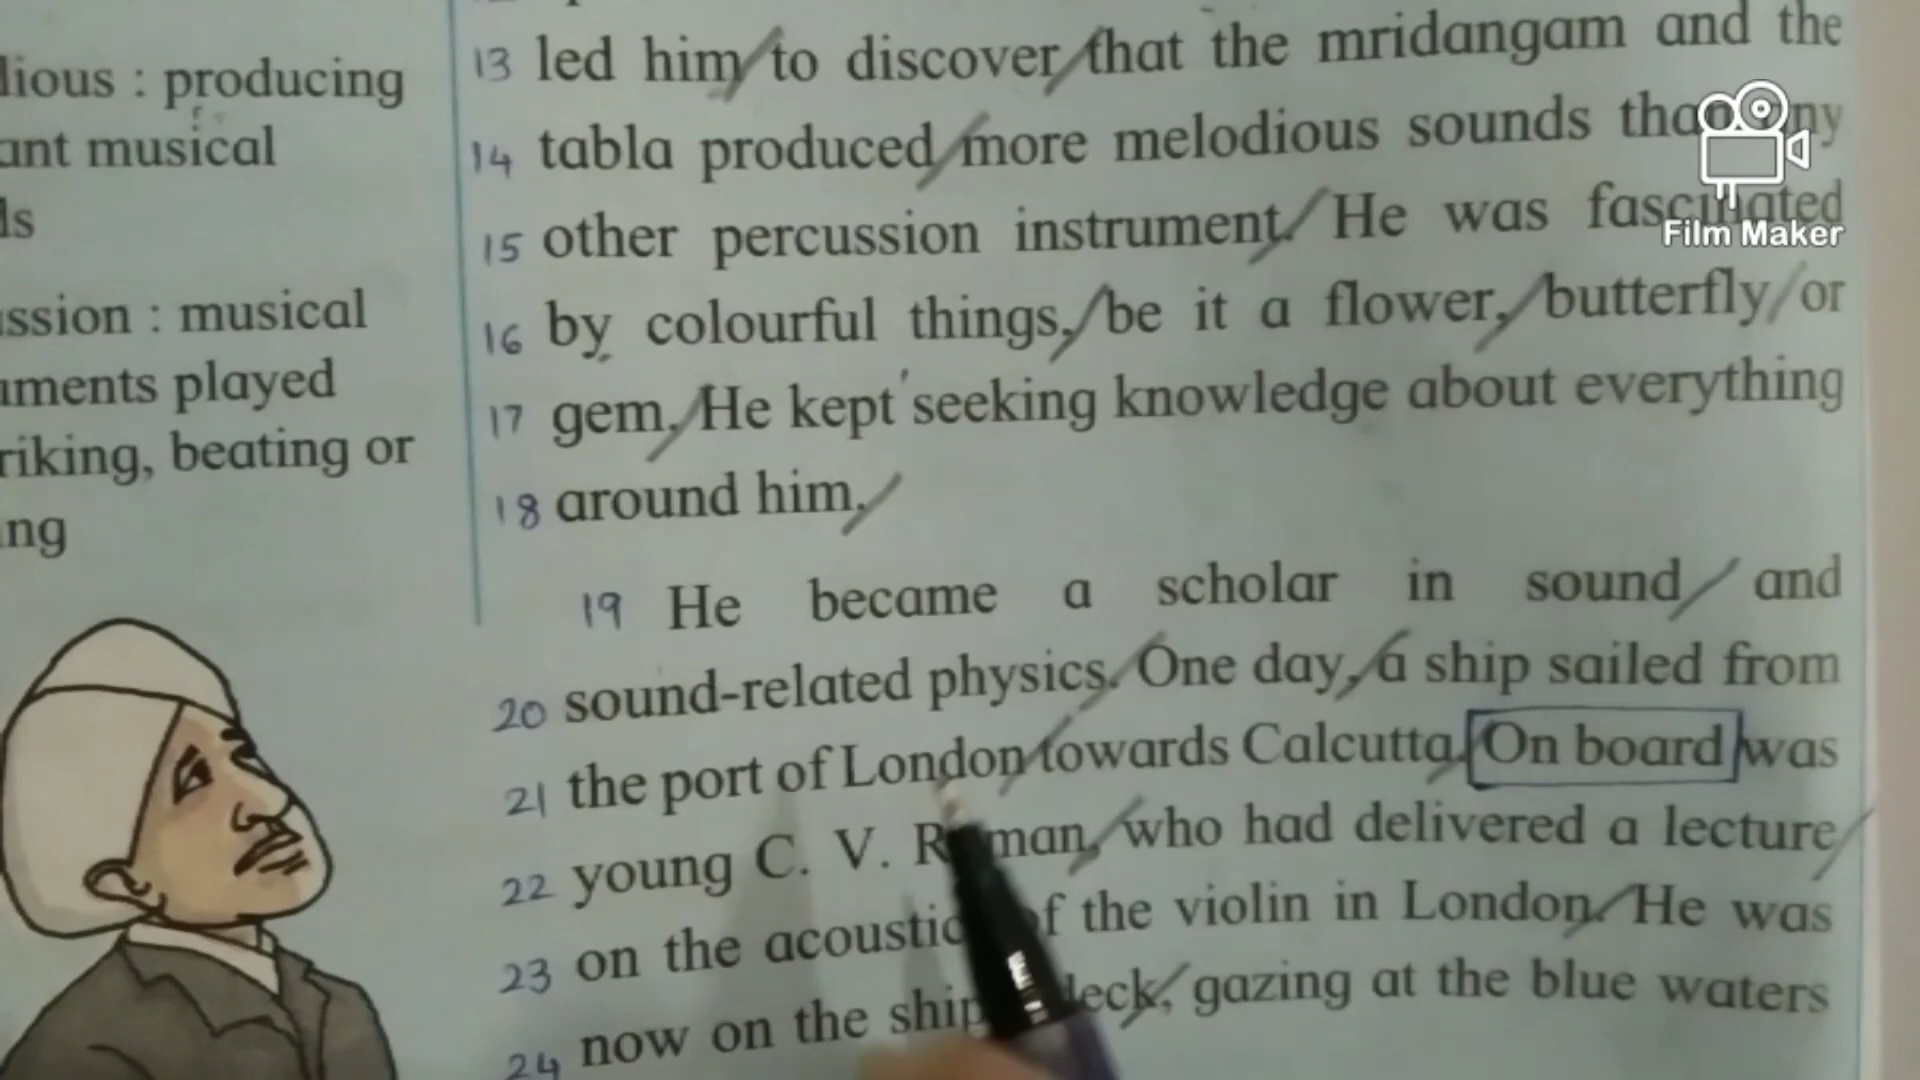 lious : producing
ant musical
ls
ssion : musical
uments played
riking, beating or
ng
13 led him to discover that the mridangam and the
14 tabla produced more melodious sounds than any
15 other percussion instrument. He was fascinated
16 by colourful things, be it a flower, butterfly or
17 gem. He kept seeking knowledge about everything
18 around him.
19 He became a scholar in sound and
20 sound-related physics. One day, a ship sailed from
21 the port of London towards Calcutta. On board was
22 young C. V. Raman, who had delivered a lecture
23 on the acoustic of the violin in London. He was
24 now on the ship deck, gazing at the blue waters
Film Maker